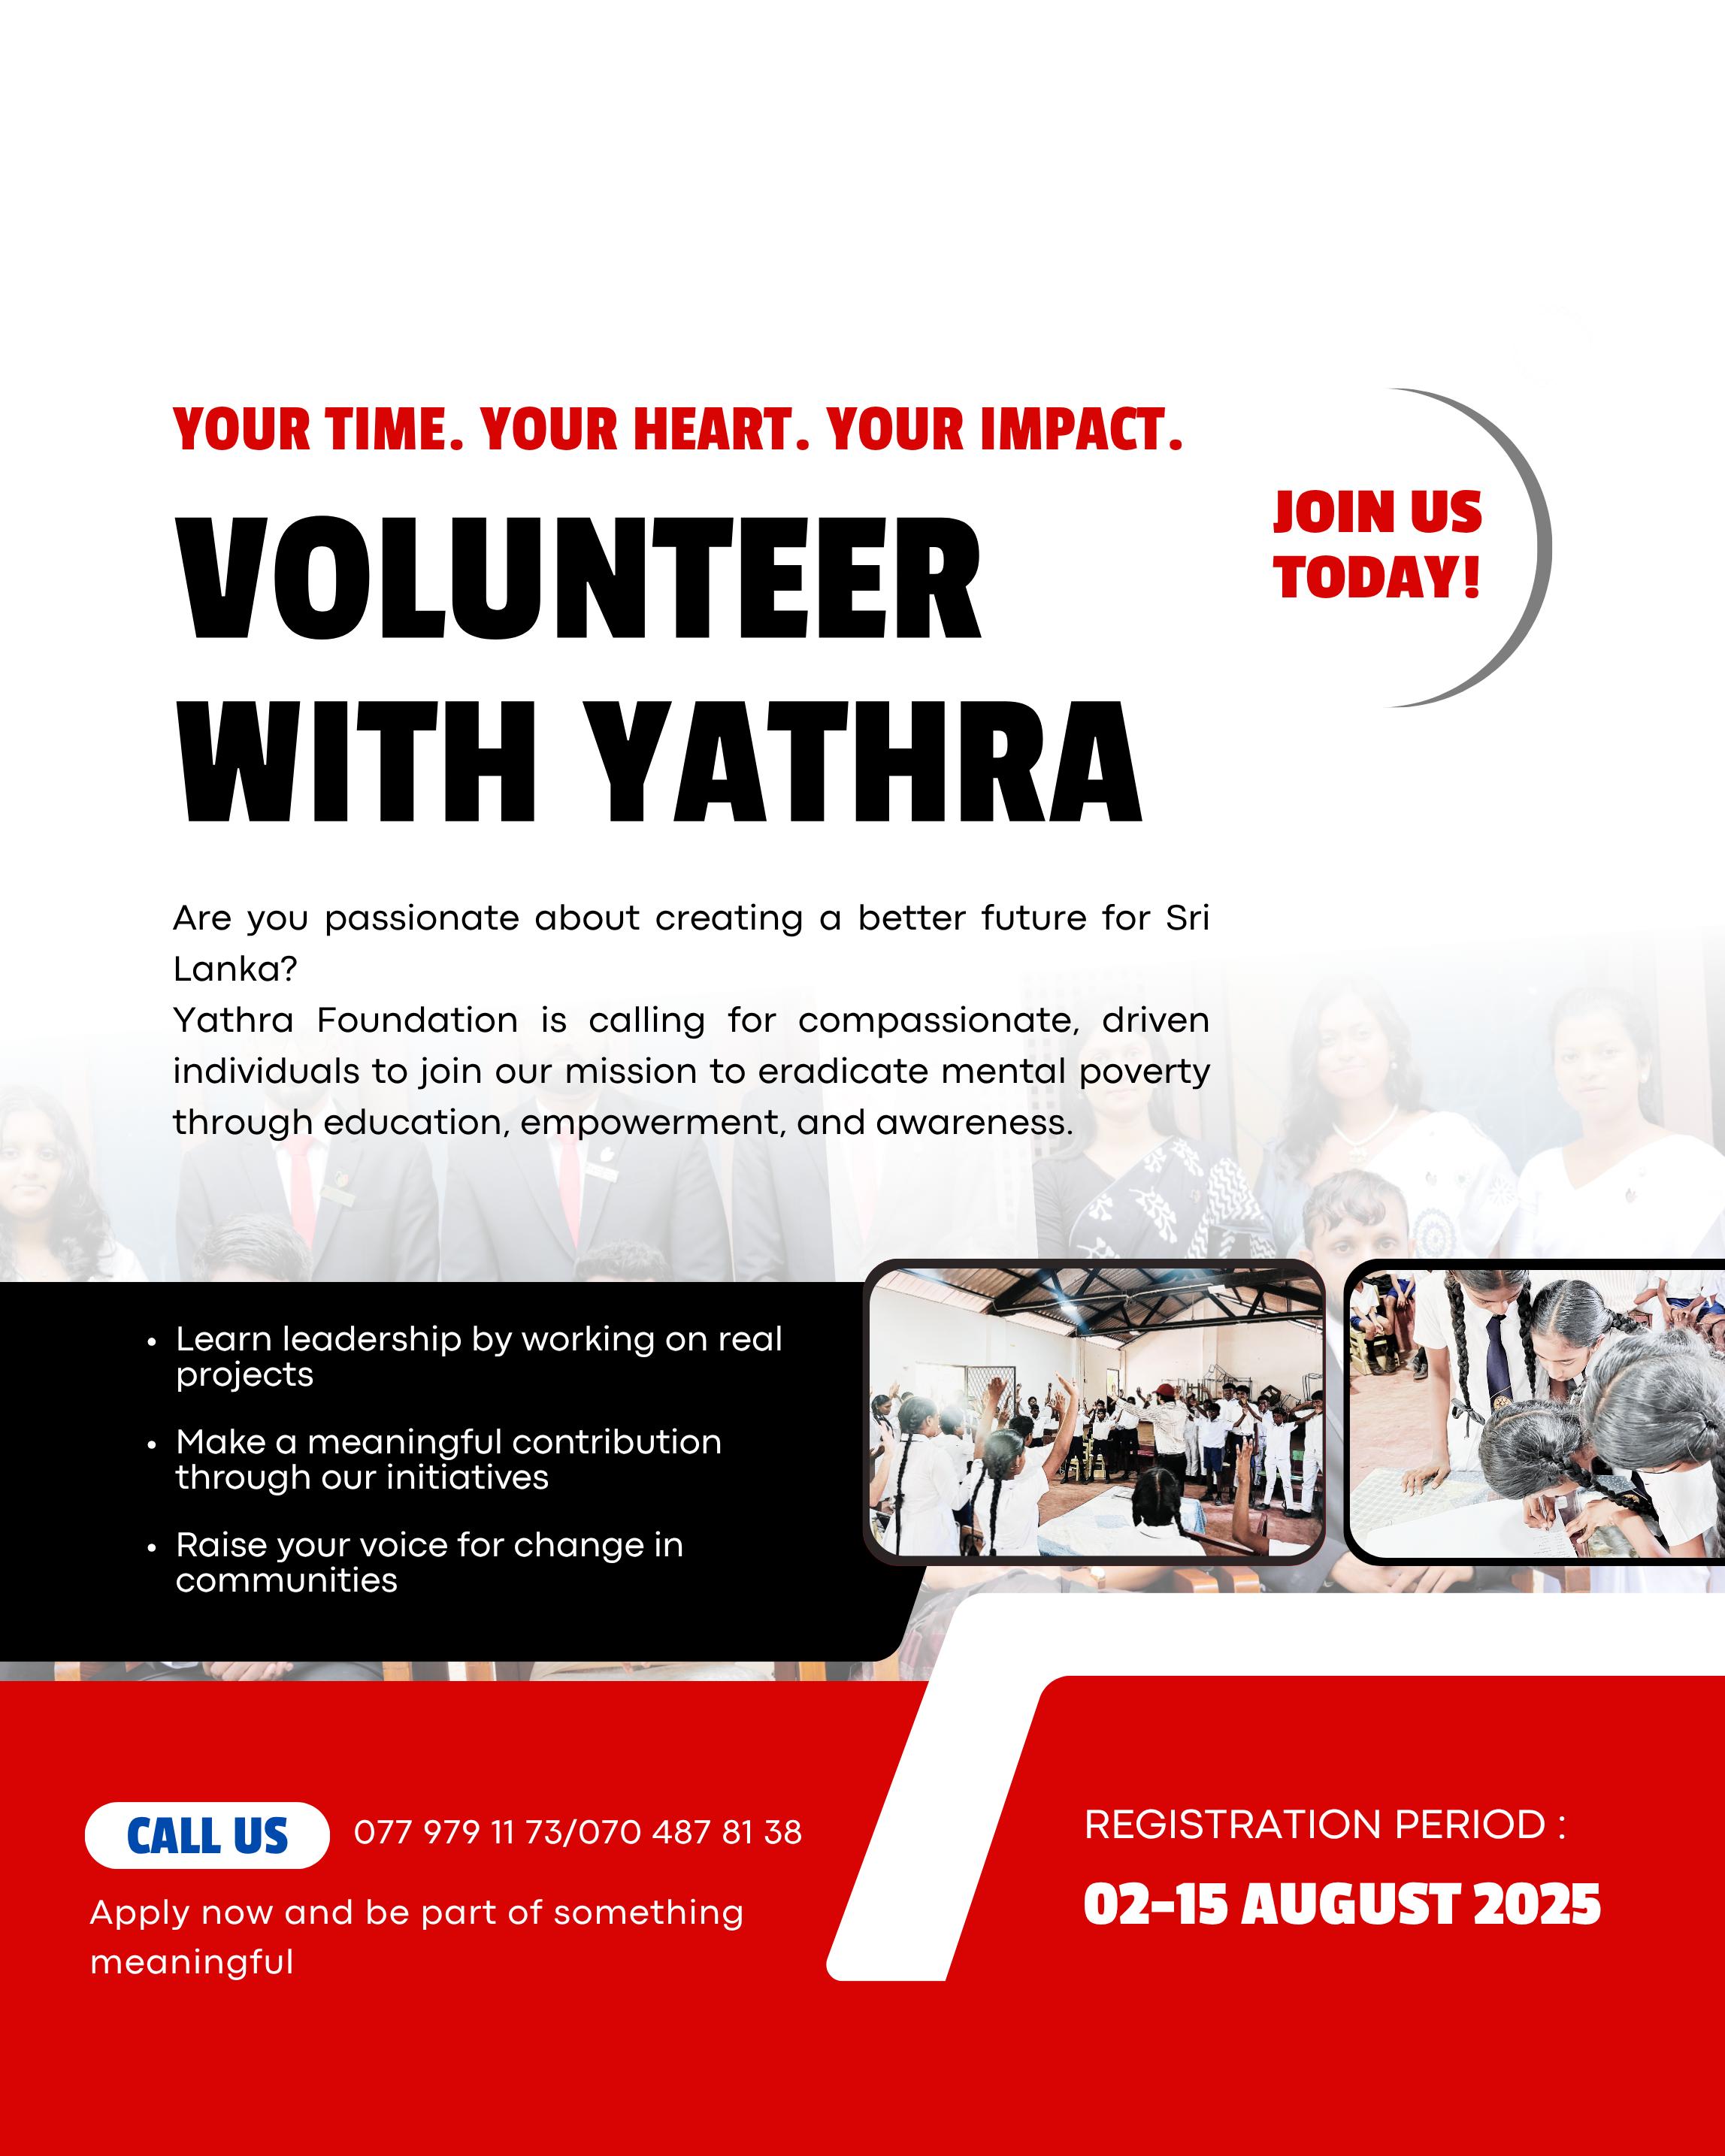 YOUR TIME. YOUR HEART. YOUR IMPACT.
JOIN US
TODAY!
VOLUNTEER
WITH YATHRA
Are you passionate about creating a better future for Sri
Lanka?
Yathra Foundation is calling for compassionate, driven
individuals to join our mission to eradicate mental poverty
through education, empowerment, and awareness.
• Learn leadership by working on real
projects
• Make a meaningful contribution
through our initiatives
• Raise your voice for change in
communities
CALL US
077 979 11 73/070 487 81 38
Apply now and be part of something
meaningful
REGISTRATION PERIOD :
02-15 AUGUST 2025